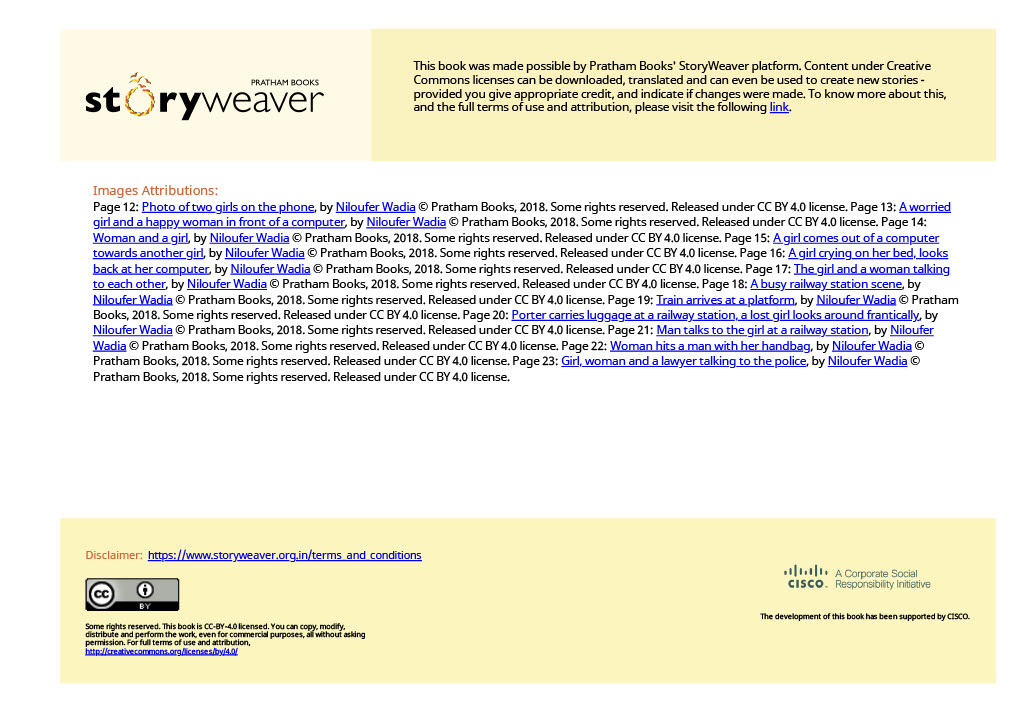 PRATHAM BOOKS
storyweaver
This book was made possible by Pratham Books' StoryWeaver platform. Content under Creative
Commons licenses can be downloaded, translated and can even be used to create new stories -
provided you give appropriate credit, and indicate if changes were made. To know more about this,
and the full terms of use and attribution, please visit the following link.
Images Attributions:
Page 12: Photo of two girls on the phone, by Niloufer Wadia © Pratham Books, 2018. Some rights reserved. Released under CC BY 4.0 license. Page 13: A worried
girl and a happy woman in front of a computer, by Niloufer Wadia © Pratham Books, 2018. Some rights reserved. Released under CC BY 4.0 license. Page 14:
Woman and a girl, by Niloufer Wadia © Pratham Books, 2018. Some rights reserved. Released under CC BY 4.0 license. Page 15: A girl comes out of a computer
towards another girl, by Niloufer Wadia © Pratham Books, 2018. Some rights reserved. Released under CC BY 4.0 license. Page 16: A girl crying on her bed, looks
back at her computer, by Niloufer Wadia © Pratham Books, 2018. Some rights reserved. Released under CC BY 4.0 license. Page 17: The girl and a woman talking
to each other, by Niloufer Wadia © Pratham Books, 2018. Some rights reserved. Released under CC BY 4.0 license. Page 18: A busy railway station scene, by
Niloufer Wadia © Pratham Books, 2018. Some rights reserved. Released under CC BY 4.0 license. Page 19: Train arrives at a platform, by Niloufer Wadia © Pratham
Books, 2018. Some rights reserved. Released under CC BY 4.0 license. Page 20: Porter carries luggage at a railway station, a lost girl looks around frantically, by
Niloufer Wadia © Pratham Books, 2018. Some rights reserved. Released under CC BY 4.0 license. Page 21: Man talks to the girl at a railway station, by Niloufer
Wadia © Pratham Books, 2018. Some rights reserved. Released under CC BY 4.0 license. Page 22: Woman hits a man with her handbag, by Niloufer Wadia ©
Pratham Books, 2018. Some rights reserved. Released under CC BY 4.0 license. Page 23: Girl, woman and a lawyer talking to the police, by Niloufer Wadia ©
Pratham Books, 2018. Some rights reserved. Released under CC BY 4.0 license.
Disclaimer: https://www.storyweaver.org.in/terms_and_conditions
cc BY
Some rights reserved. This book is CC-BY-4.0 licensed. You can copy, modify,
distribute and perform the work, even for commercial purposes, all without asking
permission. For full terms of use and attribution,
http://creativecommons.org/licenses/by/4.0/
CISCO. A Corporate Social
Responsibility Initiative
The development of this book has been supported by CISCO.